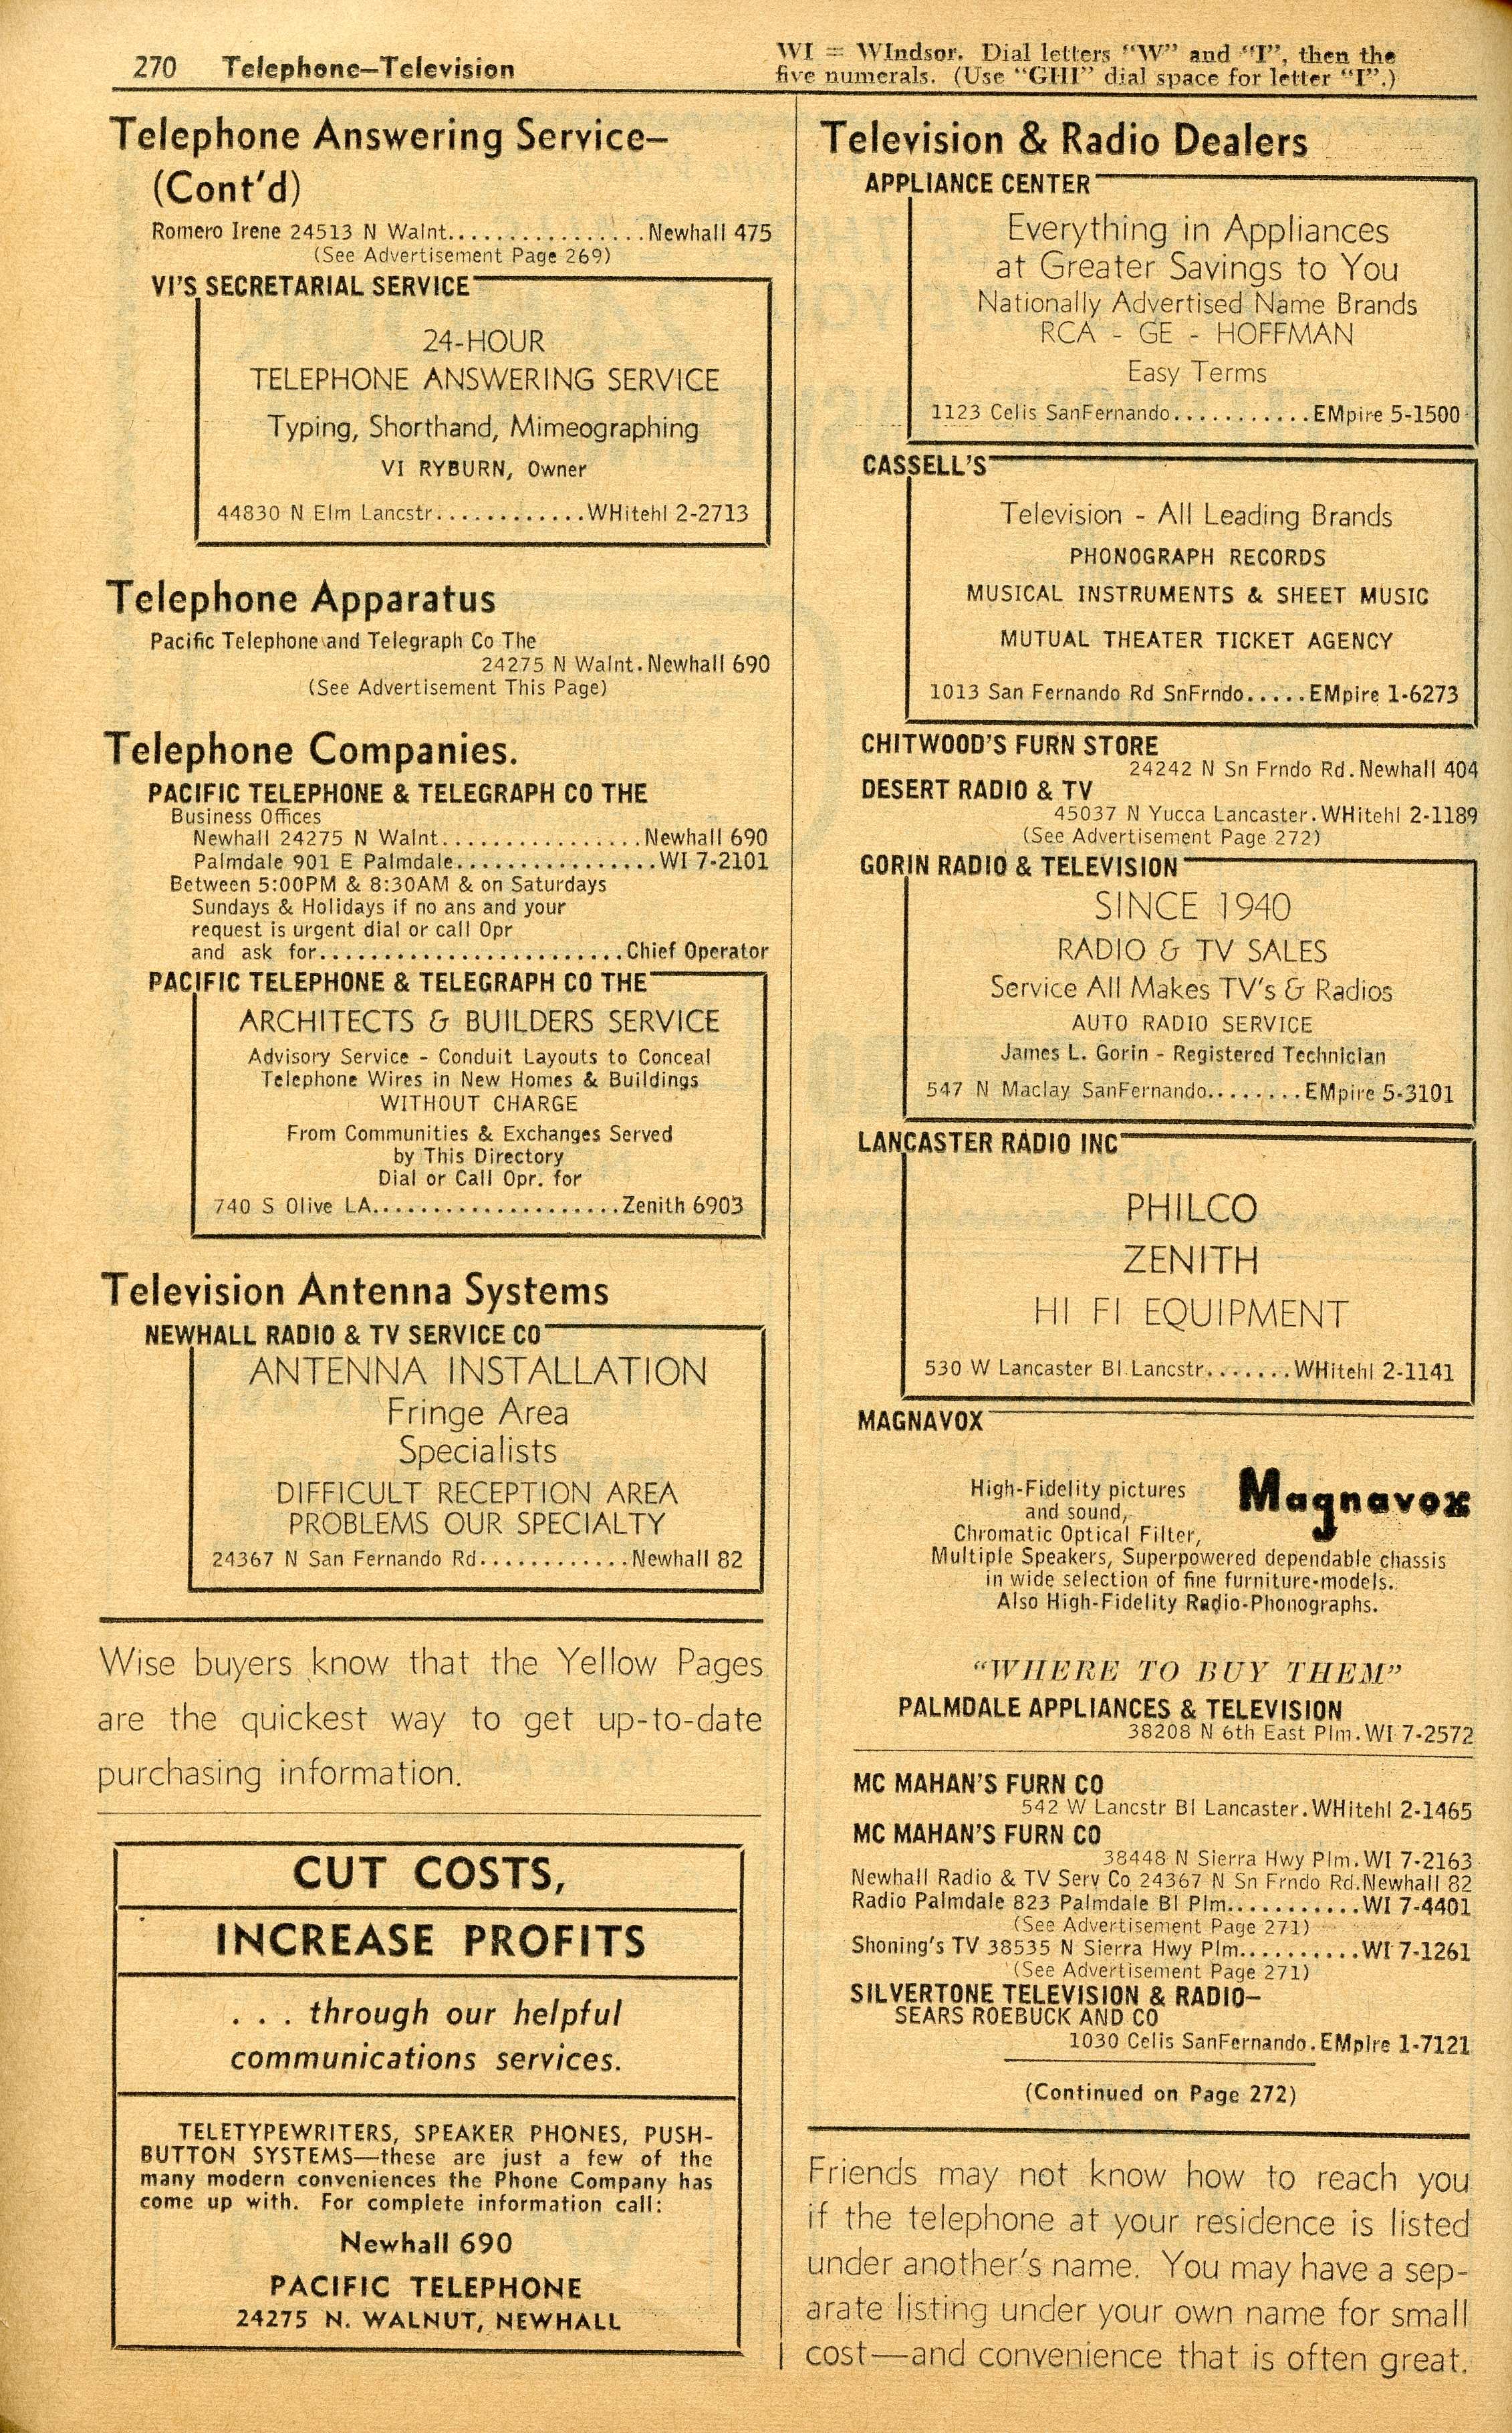 270 Telephone—Television
WI = WIndsor. Dial letters "W" and "I", then the
five numerals. (Use "GHI" dial space for letter "I".)
Telephone Answering Service—
(Cont'd)
Romero Irene 24513 N Walnt................Newhall 475
(See Advertisement Page 269)
VI'S SECRETARIAL SERVICE
24-HOUR
TELEPHONE ANSWERING SERVICE
Typing, Shorthand, Mimeographing
VI RYBURN, Owner
44830 N Elm Lancstr............WHitehl 2-2713
Telephone Apparatus
Pacific Telephone and Telegraph Co The
24275 N Walnt.Newhall 690
(See Advertisement This Page)
Telephone Companies.
PACIFIC TELEPHONE & TELEGRAPH CO THE
Business Offices
Newhall 24275 N Walnt................Newhall 690
Palmdale 901 E Palmdale................WI 7-2101
Between 5:00PM & 8:30AM & on Saturdays
Sundays & Holidays if no ans and your
request is urgent dial or call Opr
and ask for........................Chief Operator
PACIFIC TELEPHONE & TELEGRAPH CO THE
ARCHITECTS & BUILDERS SERVICE
Advisory Service - Conduit Layouts to Conceal
Telephone Wires in New Homes & Buildings
WITHOUT CHARGE
From Communities & Exchanges Served
by This Directory
Dial or Call Opr. for
740 S Olive LA....................Zenith 6903
Television Antenna Systems
NEWHALL RADIO & TV SERVICE CO
ANTENNA INSTALLATION
Fringe Area
Specialists
DIFFICULT RECEPTION AREA
PROBLEMS OUR SPECIALTY
24367 N San Fernando Rd............Newhall 82
Wise buyers know that the Yellow Pages
are the quickest way to get up-to-date
purchasing information.
CUT COSTS,
INCREASE PROFITS
. . . through our helpful
communications services.
TELETYPEWRITERS, SPEAKER PHONES, PUSH-
BUTTON SYSTEMS—these are just a few of the
many modern conveniences the Phone Company has
come up with. For complete information call:
Newhall 690
PACIFIC TELEPHONE
24275 N. WALNUT, NEWHALL
Television & Radio Dealers
APPLIANCE CENTER
Everything in Appliances
at Greater Savings to You
Nationally Advertised Name Brands
RCA - GE - HOFFMAN
Easy Terms
1123 Celis SanFernando...........EMpire 5-1500
CASSELL'S
Television - All Leading Brands
PHONOGRAPH RECORDS
MUSICAL INSTRUMENTS & SHEET MUSIC
MUTUAL THEATER TICKET AGENCY
1013 San Fernando Rd SnFrndo.....EMpire 1-6273
CHITWOOD'S FURN STORE
24242 N Sn Frndo Rd.Newhall 404
DESERT RADIO & TV
45037 N Yucca Lancaster.WHitehl 2-1189
(See Advertisement Page 272)
GORIN RADIO & TELEVISION
SINCE 1940
RADIO & TV SALES
Service All Makes TV's & Radios
AUTO RADIO SERVICE
James L. Gorin - Registered Technician
547 N Maclay SanFernando........EMpire 5-3101
LANCASTER RADIO INC
PHILCO
ZENITH
HI FI EQUIPMENT
530 W Lancaster Bl Lancstr.......WHitehl 2-1141
MAGNAVOX
Magnavox
High-Fidelity pictures
and sound,
Chromatic Optical Filter,
Multiple Speakers, Superpowered dependable chassis
in wide selection of fine furniture-models.
Also High-Fidelity Radio-Phonographs.
"WHERE TO BUY THEM"
PALMDALE APPLIANCES & TELEVISION
38208 N 6th East Plm.WI 7-2572
MC MAHAN'S FURN CO
542 W Lancstr Bl Lancaster.WHitehl 2-1465
MC MAHAN'S FURN CO
38448 N Sierra Hwy Plm.WI 7-2163
Newhall Radio & TV Serv Co 24367 N Sn Frndo Rd.Newhall 82
Radio Palmdale 823 Palmdale Bl Plm...........WI 7-4401
(See Advertisement Page 271)
Shoning's TV 38535 N Sierra Hwy Plm..........WI 7-1261
(See Advertisement Page 271)
SILVERTONE TELEVISION & RADIO—
SEARS ROEBUCK AND CO
1030 Celis SanFernando.EMpire 1-7121
(Continued on Page 272)
Friends may not know how to reach you
if the telephone at your residence is listed
under another's name. You may have a sep-
arate listing under your own name for small
cost—and convenience that is often great.